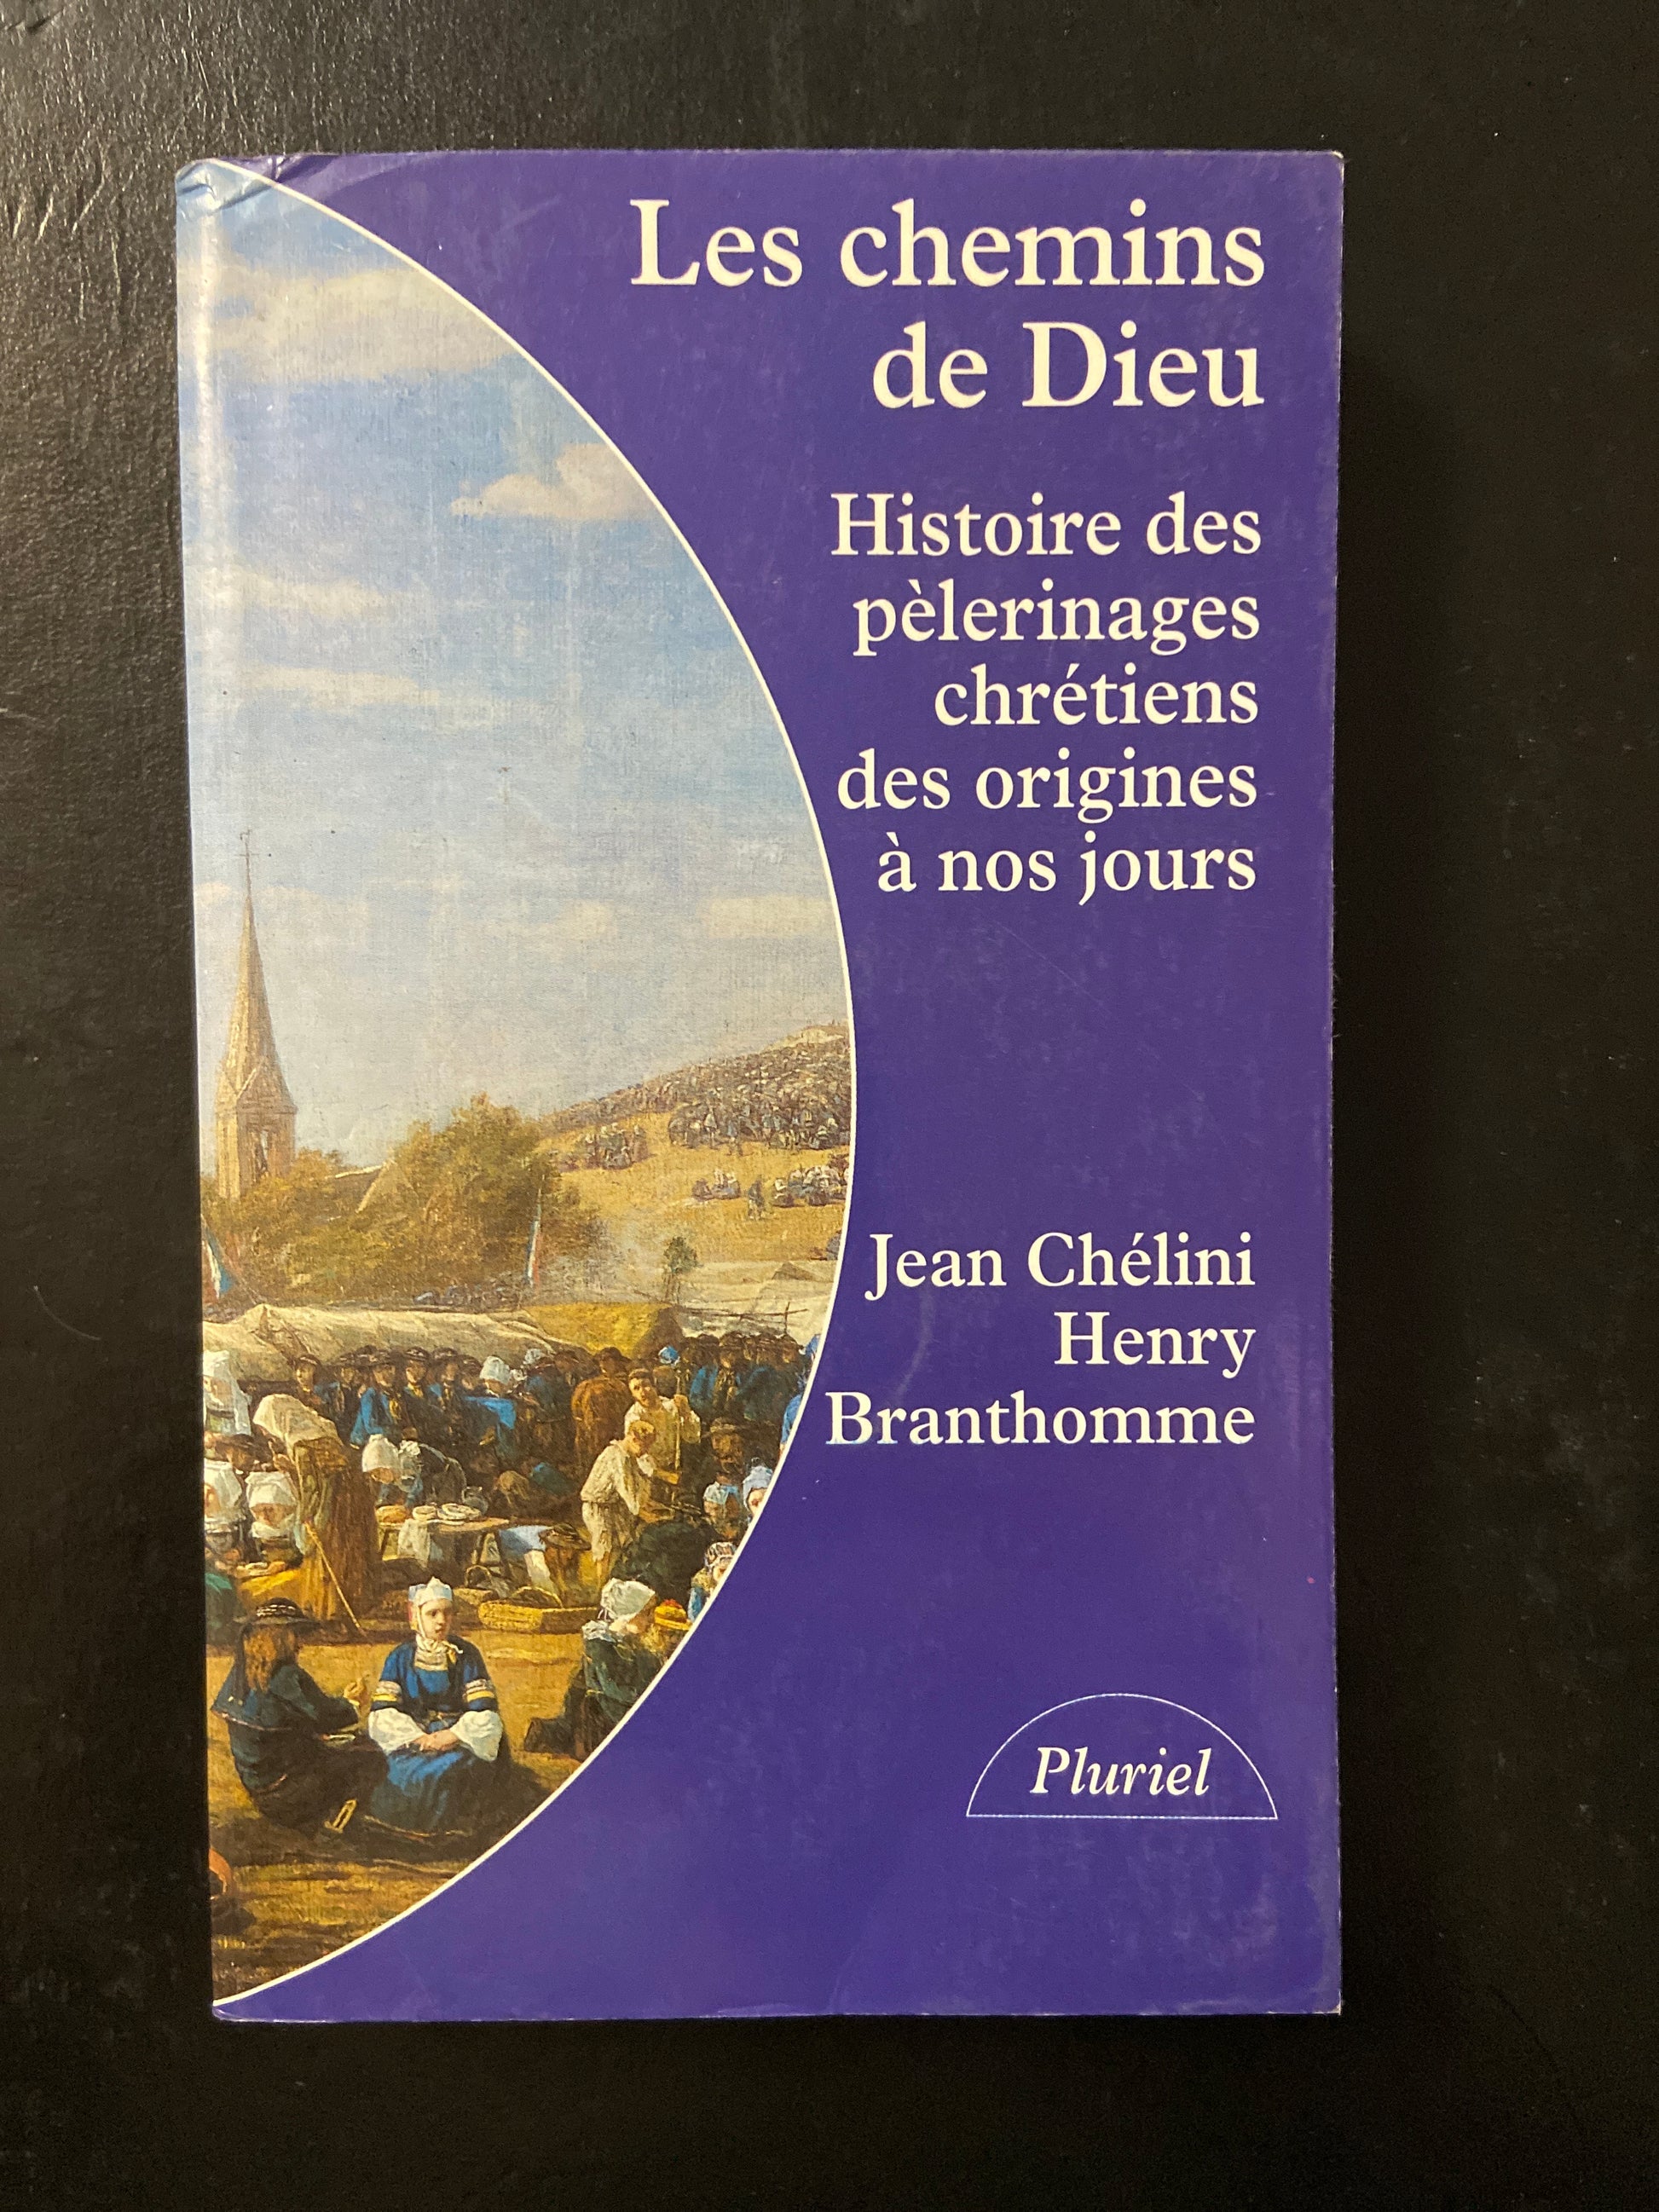 Les chemins
de Dieu
Histoire des
pèlerinages
chrétiens
des origines
à nos jours
Jean Chélini
Henry
Branthomme
Pluriel